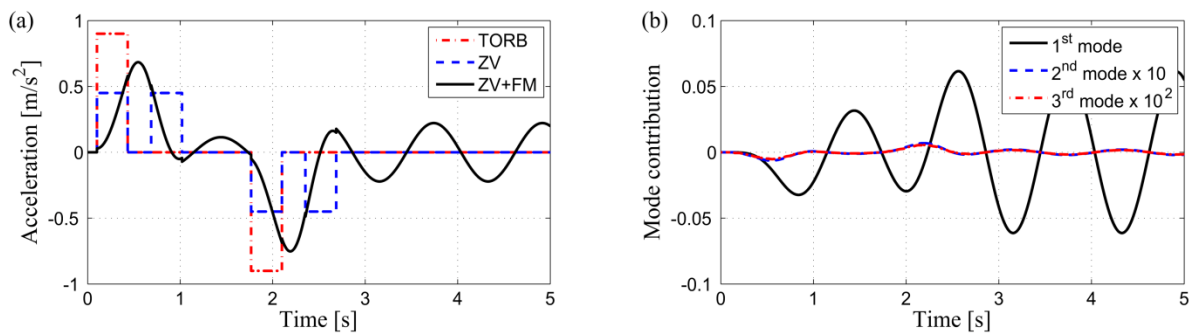 (a)
Acceleration [m/s²]
1
0.5
0
-0.5
-1
TORB
ZV
ZV+FM
0 1 2 3 4 5
Time [s]
(b)
Mode contribution
0.1
0.05
0
-0.05
-0.1
1st mode
2nd mode x 10
3rd mode x 10²
0 1 2 3 4 5
Time [s]